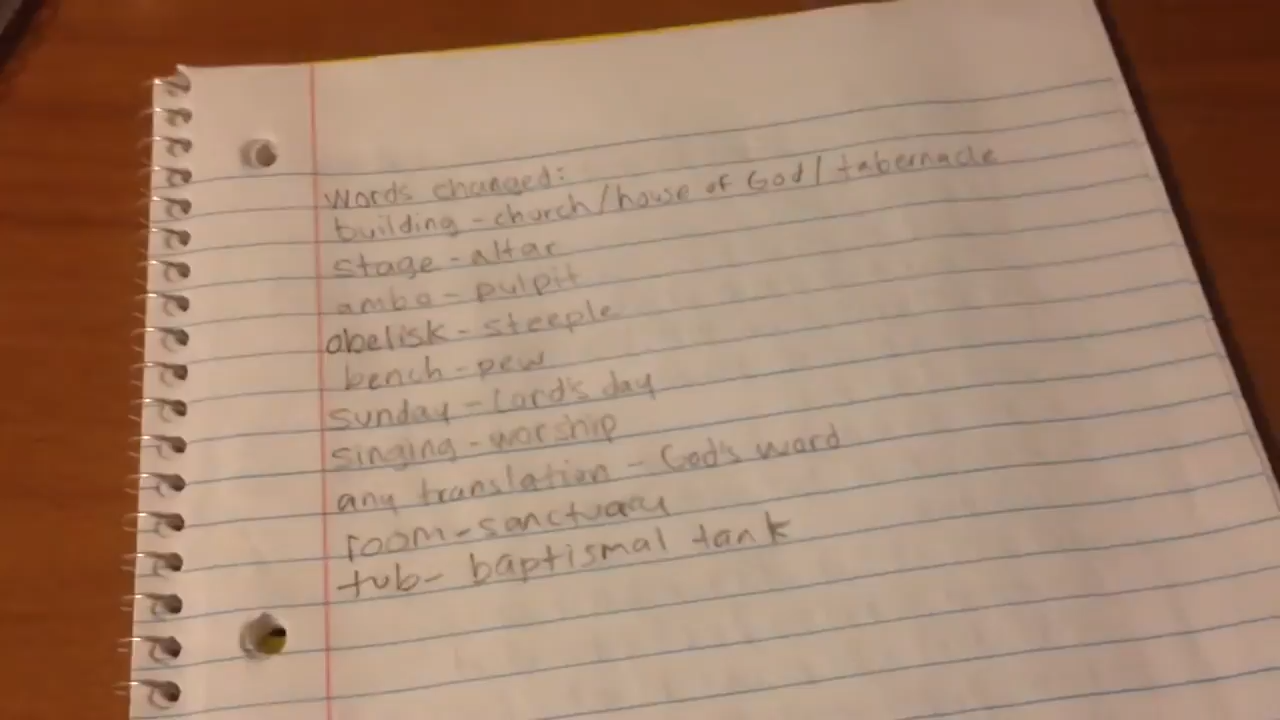 Words changed:
building - church/house of God/ tabernacle
stage - altar
ambo - pulpit
obelisk - steeple
bench - pew
sunday - Lord's day
singing - worship
any translation - God's word
room - sanctuary
tub - baptismal tank